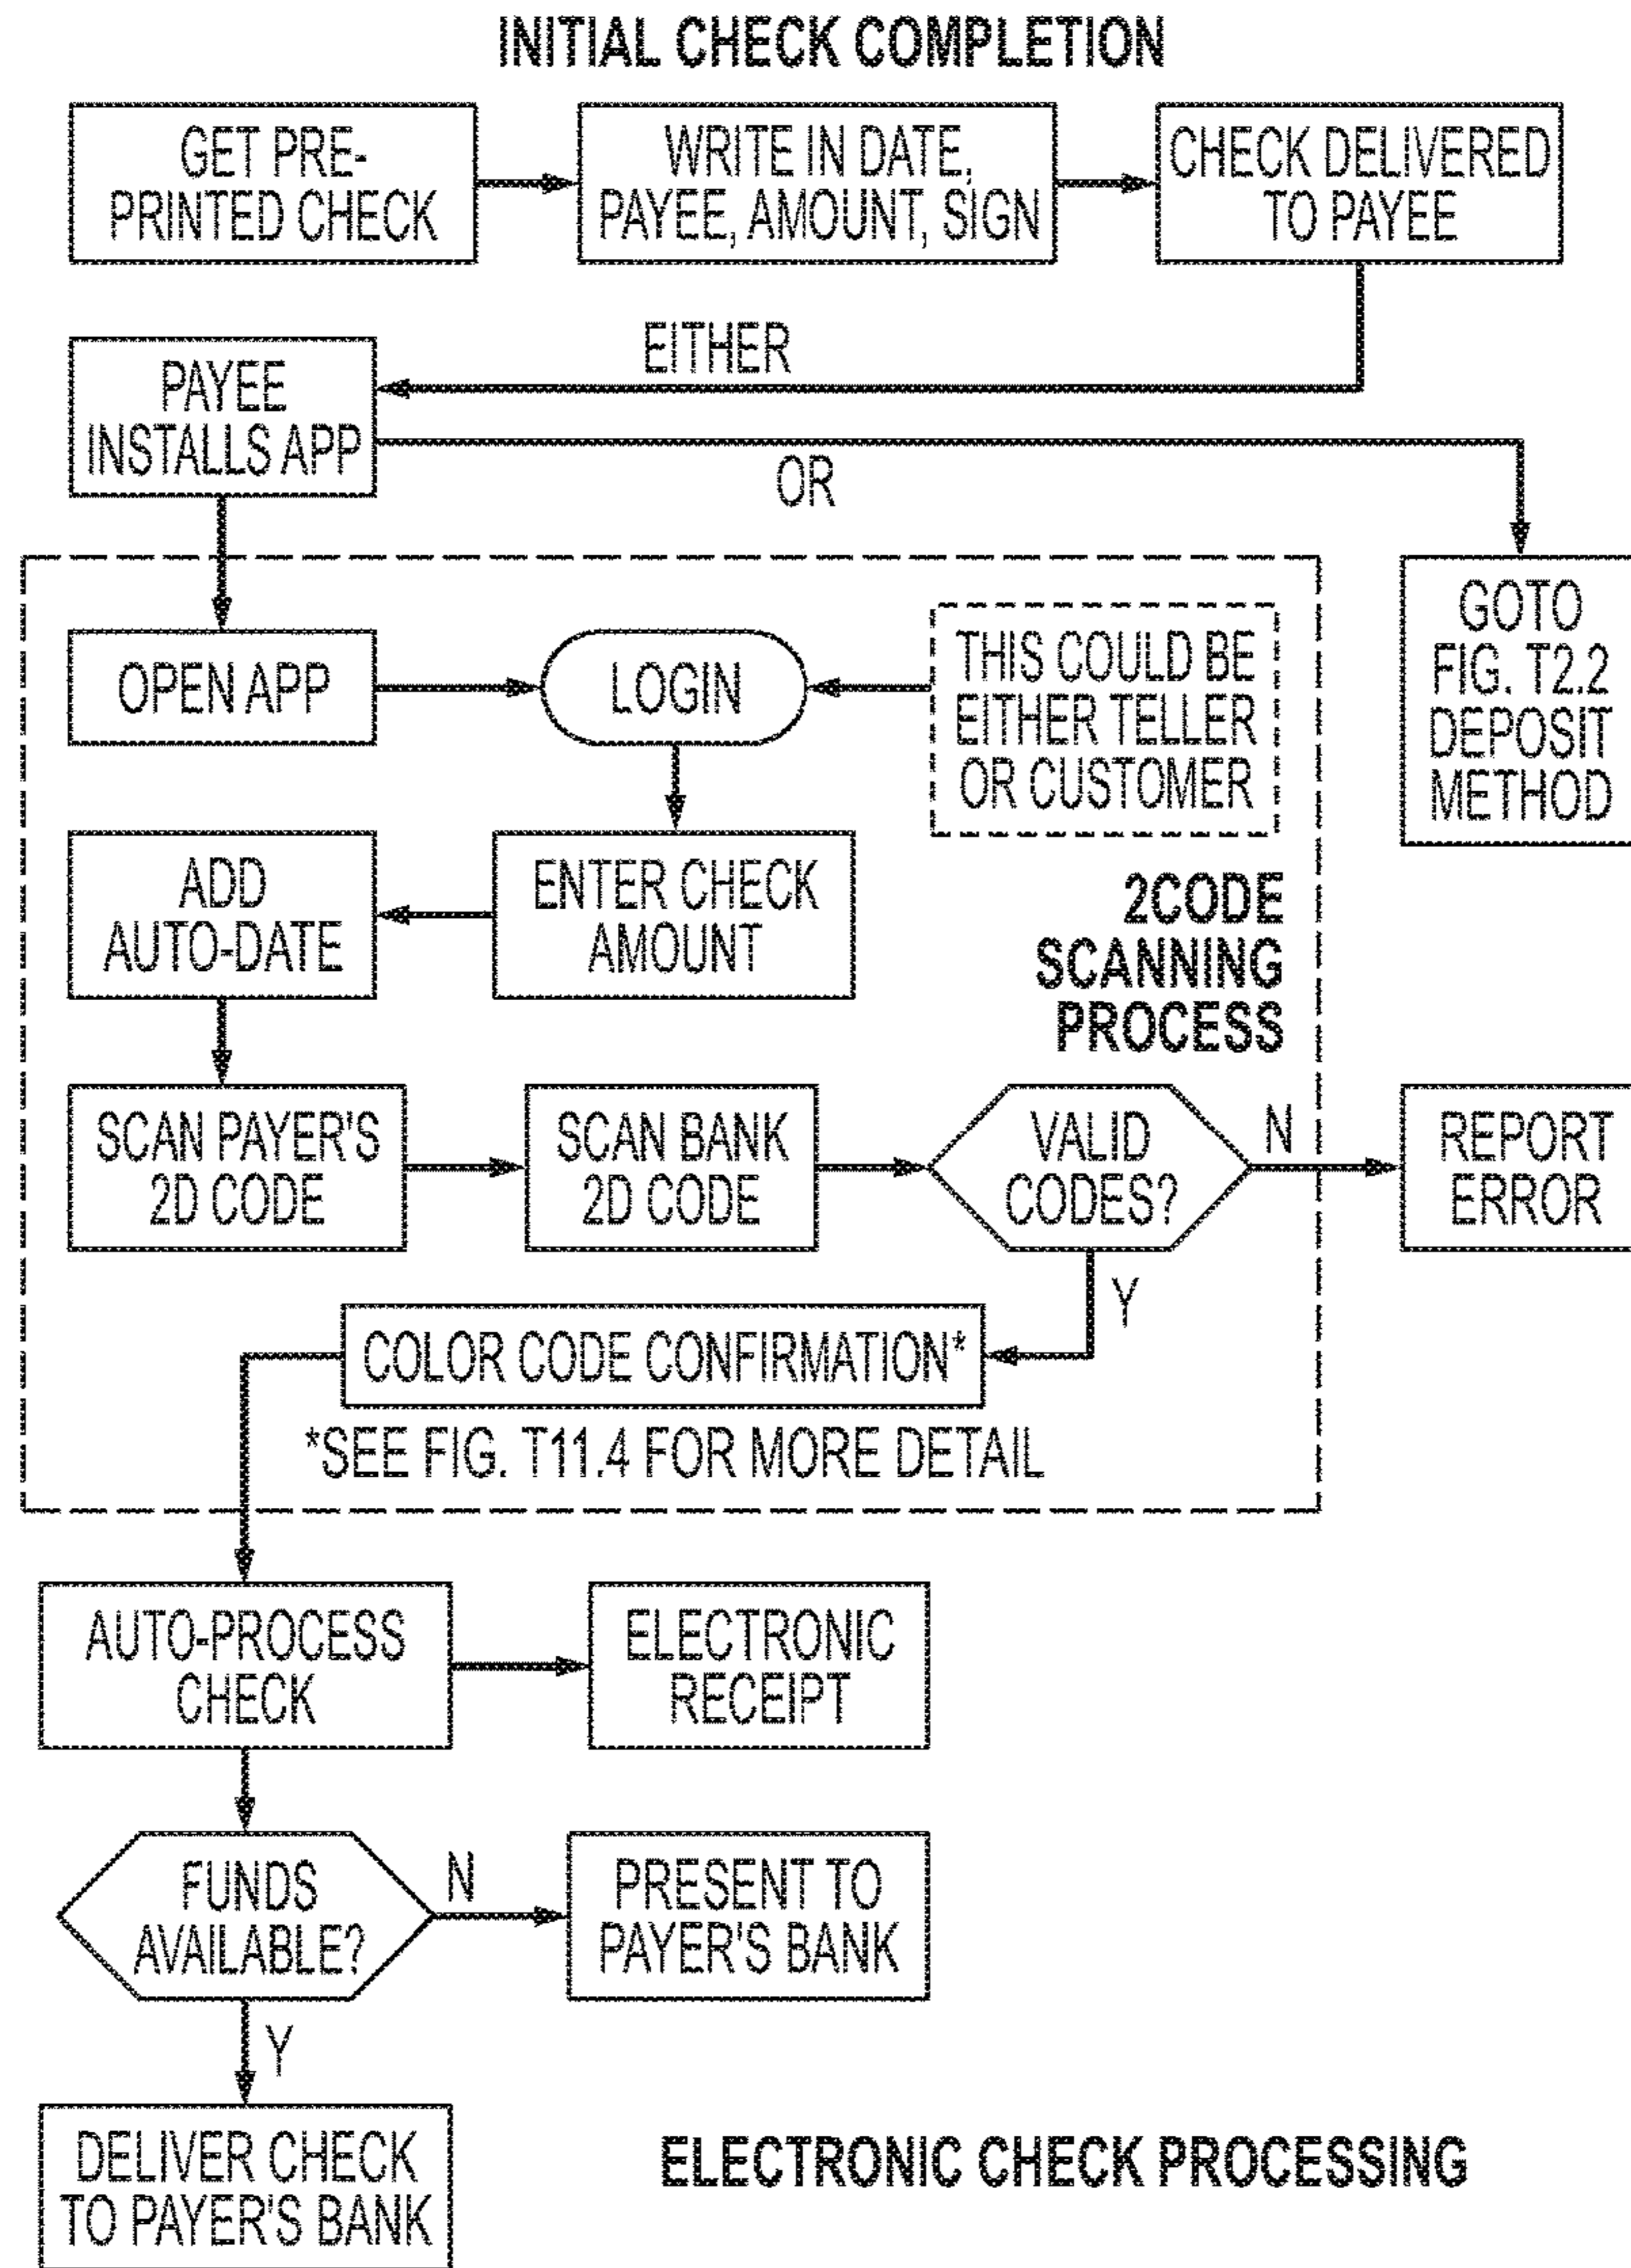 INITIAL CHECK COMPLETION
GET PRE-
PRINTED CHECK
WRITE IN DATE,
PAYEE, AMOUNT, SIGN
CHECK DELIVERED
TO PAYEE
EITHER
PAYEE
INSTALLS APP
OR
GOTO
FIG. T2.2
DEPOSIT
METHOD
OPEN APP
LOGIN
THIS COULD BE
EITHER TELLER
OR CUSTOMER
ADD
AUTO-DATE
ENTER CHECK
AMOUNT
2CODE
SCANNING
PROCESS
SCAN PAYER'S
2D CODE
SCAN BANK
2D CODE
VALID
CODES?
N
REPORT
ERROR
Y
COLOR CODE CONFIRMATION*
*SEE FIG. T11.4 FOR MORE DETAIL
AUTO-PROCESS
CHECK
ELECTRONIC
RECEIPT
FUNDS
AVAILABLE?
N
PRESENT TO
PAYER'S BANK
Y
DELIVER CHECK
TO PAYER'S BANK
ELECTRONIC CHECK PROCESSING